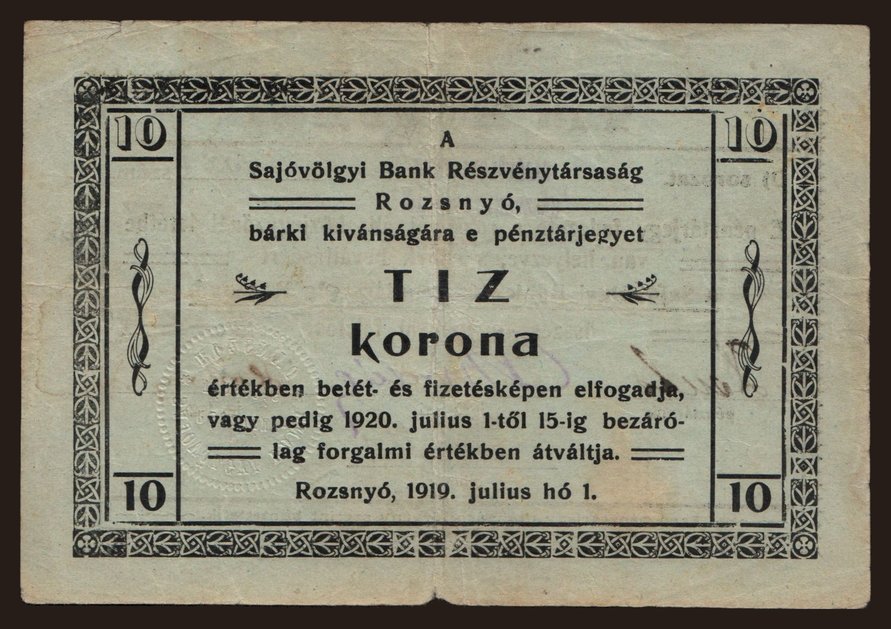 10
10
A
Sajóvölgyi Bank Részvénytársaság
Rozsnyó,
bárki kivánságára e pénztárjegyet
TIZ
korona
értékben betét- és fizetésképen elfogadja,
vagy pedig 1920. julius 1-től 15-ig bezáró-
lag forgalmi értékben átváltja.
Rozsnyó, 1919. julius hó 1.
10
10